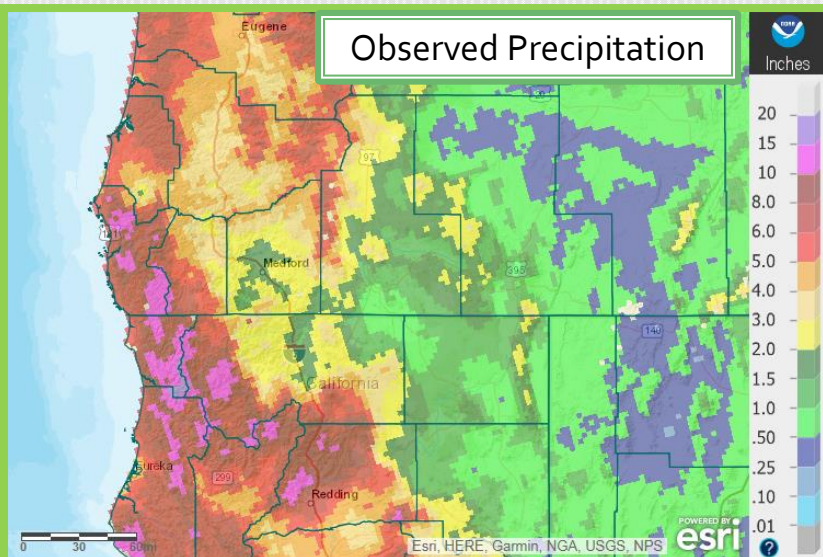 Observed Precipitation
NOAA
Inches
20
15
10
8.0
6.0
5.0
4.0
3.0
2.0
1.5
1.0
.50
.25
.10
.01
Eugene
97
101
Medford
395
140
California
Eureka
299
Redding
0 30 60mi
Esri, HERE, Garmin, NGA, USGS, NPS
POWERED BY
esri
?